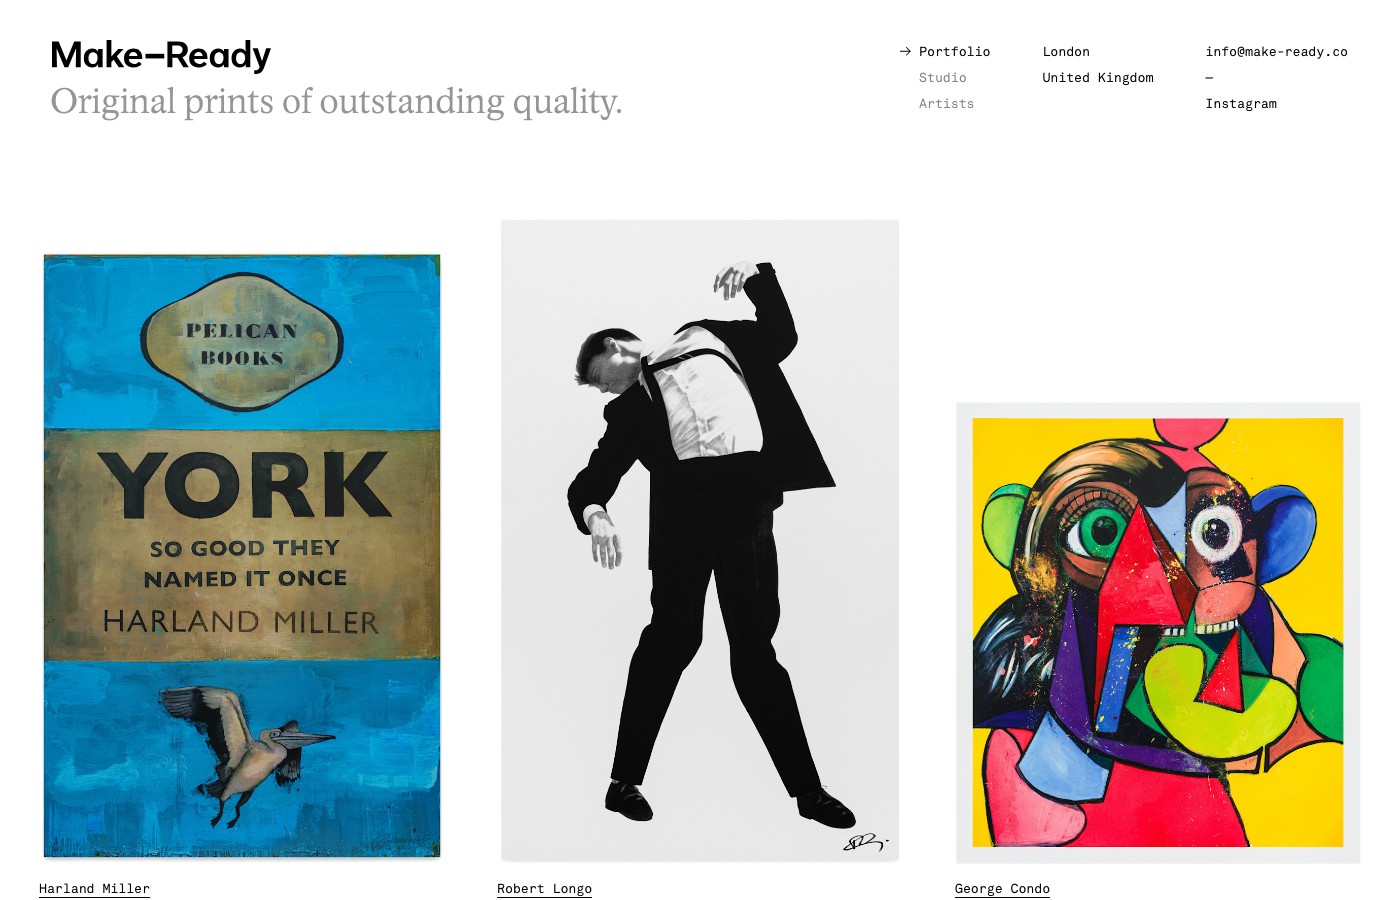 Make–Ready
Original prints of outstanding quality.
→ Portfolio
Studio
Artists
London
United Kingdom
info@make-ready.co
—
Instagram
PELICAN
BOOKS
YORK
SO GOOD THEY
NAMED IT ONCE
HARLAND MILLER
Harland Miller
Robert Longo
George Condo